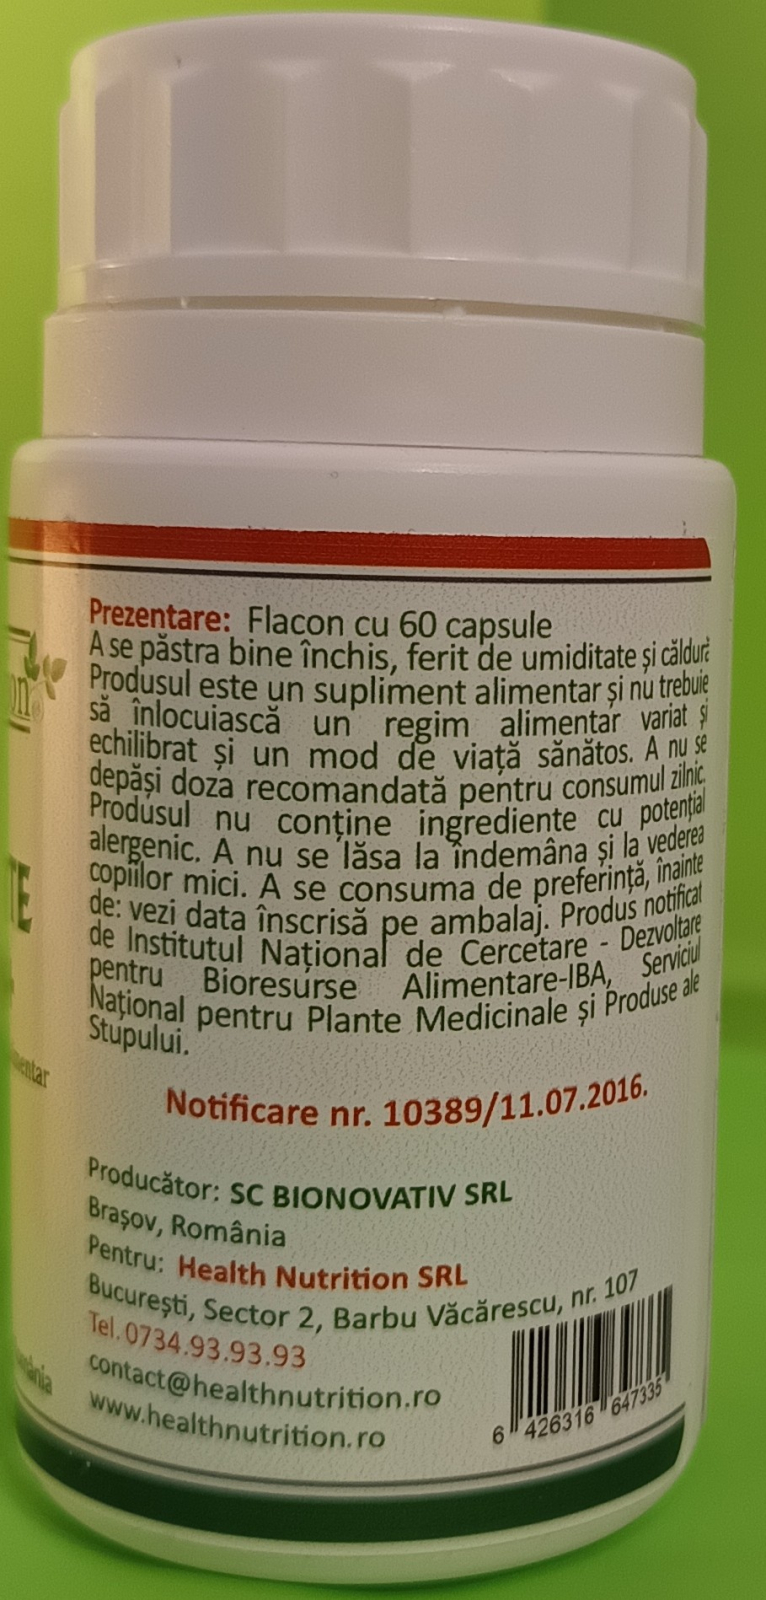 Prezentare: Flacon cu 60 capsule
A se păstra bine închis, ferit de umiditate și căldură
Produsul este un supliment alimentar și nu trebuie
să înlocuiască un regim alimentar variat și
echilibrat și un mod de viață sănătos. A nu se
depăși doza recomandată pentru consumul zilnic.
Produsul nu conține ingrediente cu potențial
alergenic. A nu se lăsa la îndemâna și la vederea
copiilor mici. A se consuma de preferință, înainte
de: vezi data înscrisă pe ambalaj. Produs notificat
de Institutul Național de Cercetare - Dezvoltare
pentru Bioresurse Alimentare-IBA, Serviciul
Național pentru Plante Medicinale și Produse ale
Stupului.
Notificare nr. 10389/11.07.2016.
Producător: SC BIONOVATIV SRL
Brașov, România
Pentru: Health Nutrition SRL
București, Sector 2, Barbu Văcărescu, nr. 107
Tel. 0734.93.93.93
contact@healthnutrition.ro
www.healthnutrition.ro
6 426316 647335